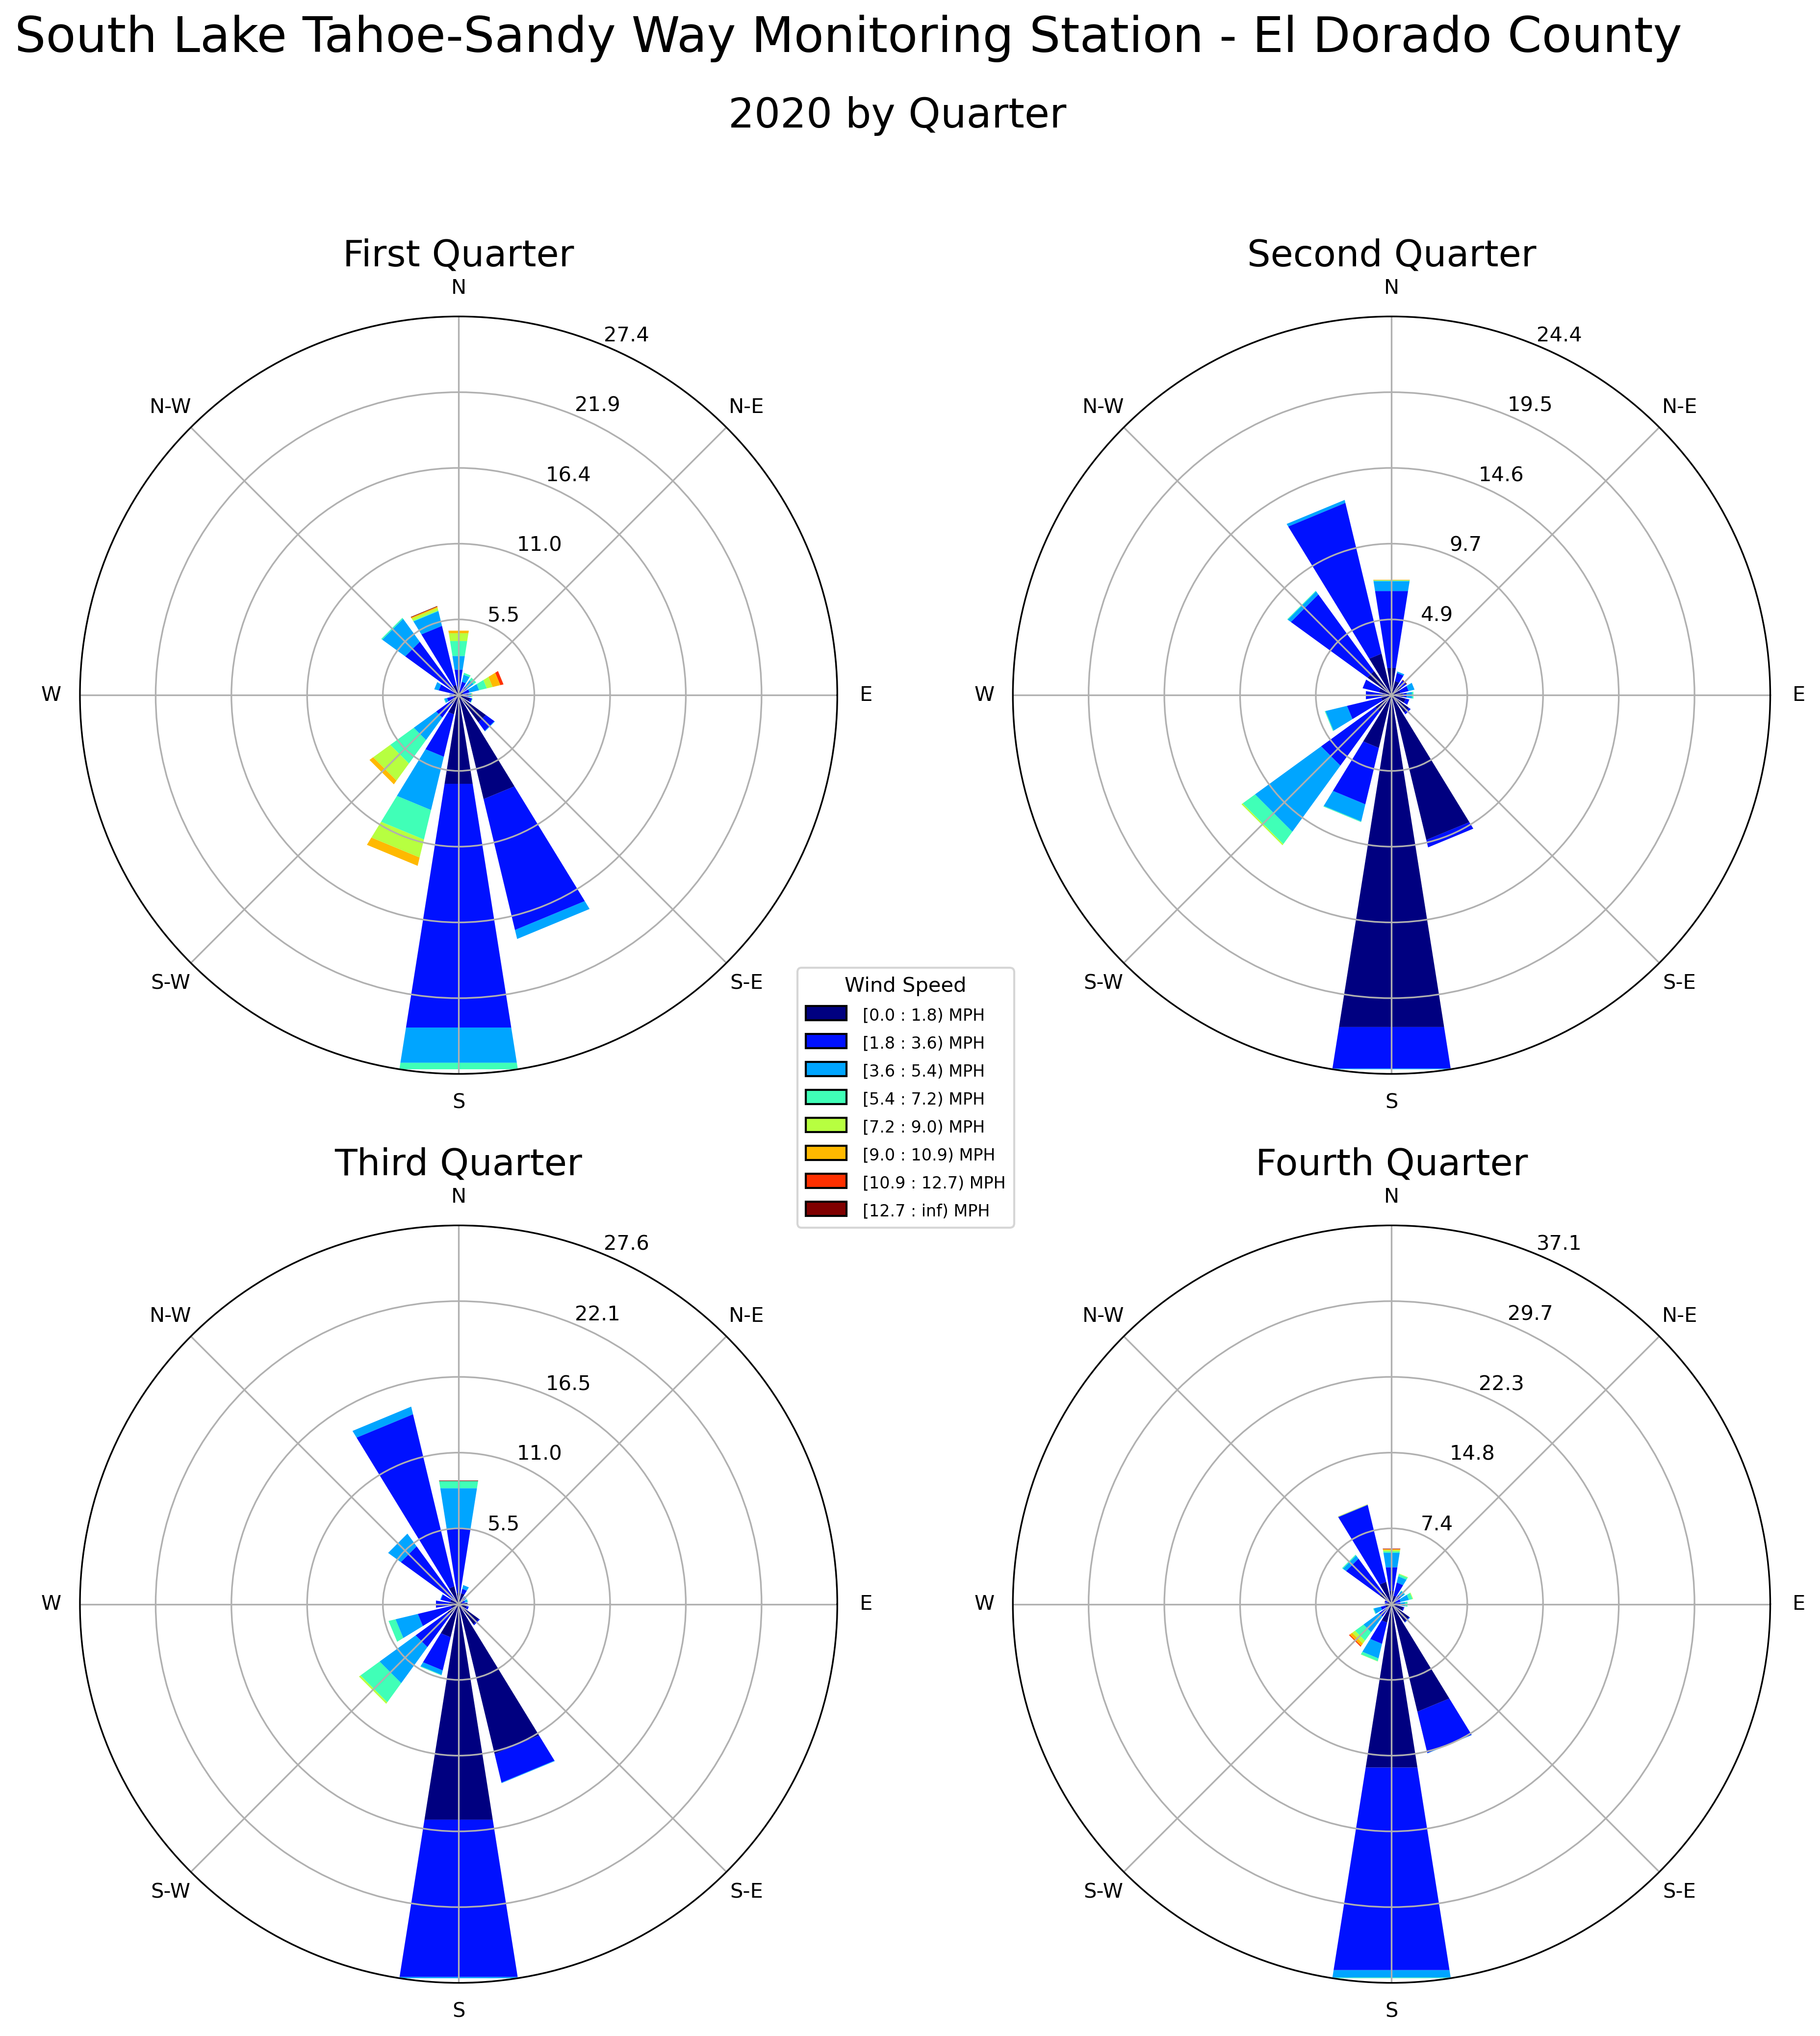 South Lake Tahoe-Sandy Way Monitoring Station - El Dorado County
2020 by Quarter
First Quarter
N
27.4
N-W
N-E
21.9
16.4
11.0
5.5
W
E
S-W
S-E
S
Second Quarter
N
24.4
N-W
N-E
19.5
14.6
9.7
4.9
W
E
S-W
S-E
S
Wind Speed
[0.0 : 1.8) MPH
[1.8 : 3.6) MPH
[3.6 : 5.4) MPH
[5.4 : 7.2) MPH
[7.2 : 9.0) MPH
[9.0 : 10.9) MPH
[10.9 : 12.7) MPH
[12.7 : inf) MPH
Third Quarter
N
27.6
N-W
N-E
22.1
16.5
11.0
5.5
W
E
S-W
S-E
S
Fourth Quarter
N
37.1
N-W
N-E
29.7
22.3
14.8
7.4
W
E
S-W
S-E
S